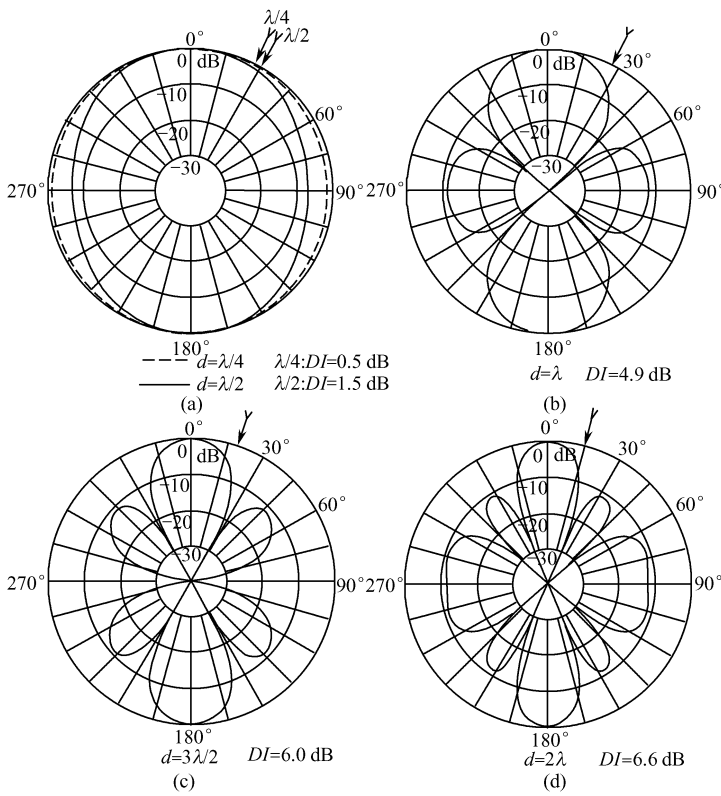 λ/4
λ/2
0°
0
dB
−10
−20
−30
60°
90°
270°
180°
d=λ/4 λ/4:DI=0.5 dB
d=λ/2 λ/2:DI=1.5 dB
(a)
0°
0
dB
30°
−10
−20
−30
60°
90°
270°
180°
d=λ DI=4.9 dB
(b)
0°
0
dB
30°
−10
−20
−30
60°
90°
270°
180°
d=3λ/2 DI=6.0 dB
(c)
0°
0
dB
30°
−10
−20
−30
60°
90°
270°
180°
d=2λ DI=6.6 dB
(d)